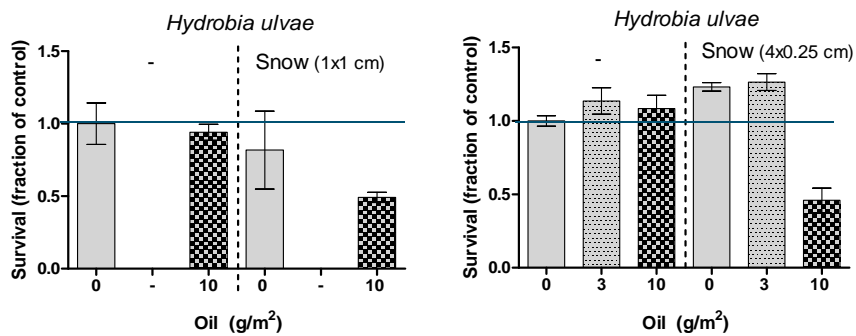 Hydrobia ulvae
Survival (fraction of control)
1.5
1.0
0.5
0.0
-
Snow (1x1 cm)
0 - 10 0 - 10
Oil (g/m²)
Hydrobia ulvae
Survival (fraction of control)
1.5
1.0
0.5
0.0
-
Snow (4x0.25 cm)
0 3 10 0 3 10
Oil (g/m²)